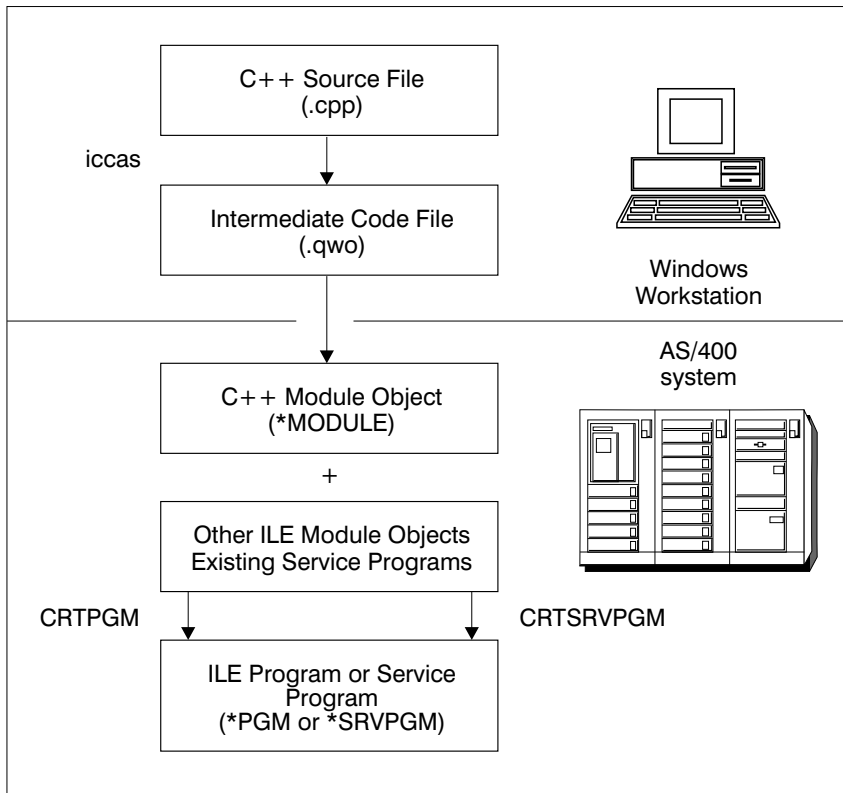 C++ Source File
(.cpp)
iccas
Intermediate Code File
(.qwo)
Windows
Workstation
AS/400
system
C++ Module Object
(*MODULE)
+
Other ILE Module Objects
Existing Service Programs
CRTPGM
CRTSRVPGM
ILE Program or Service
Program
(*PGM or *SRVPGM)